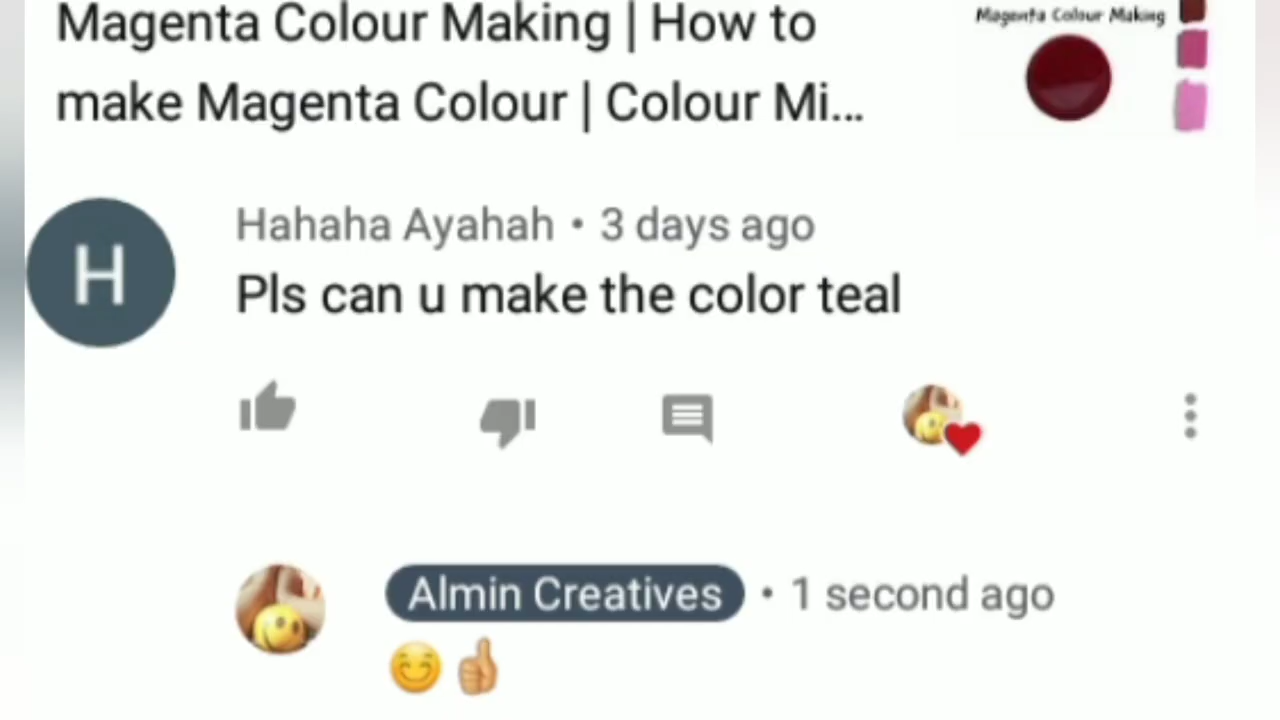 Magenta Colour Making | How to
make Magenta Colour | Colour Mi...
Magenta Colour Making
H
Hahaha Ayahah • 3 days ago
Pls can u make the color teal
Almin Creatives • 1 second ago
😊👍